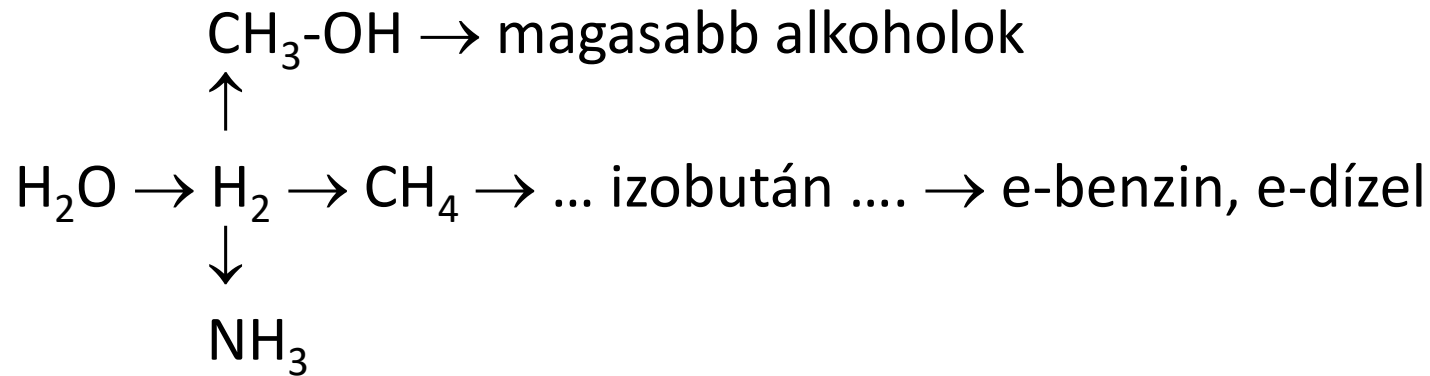 CH₃-OH → magasabb alkoholok
↑
H₂O → H₂ → CH₄ → ... izobután .... → e-benzin, e-dízel
↓
NH₃